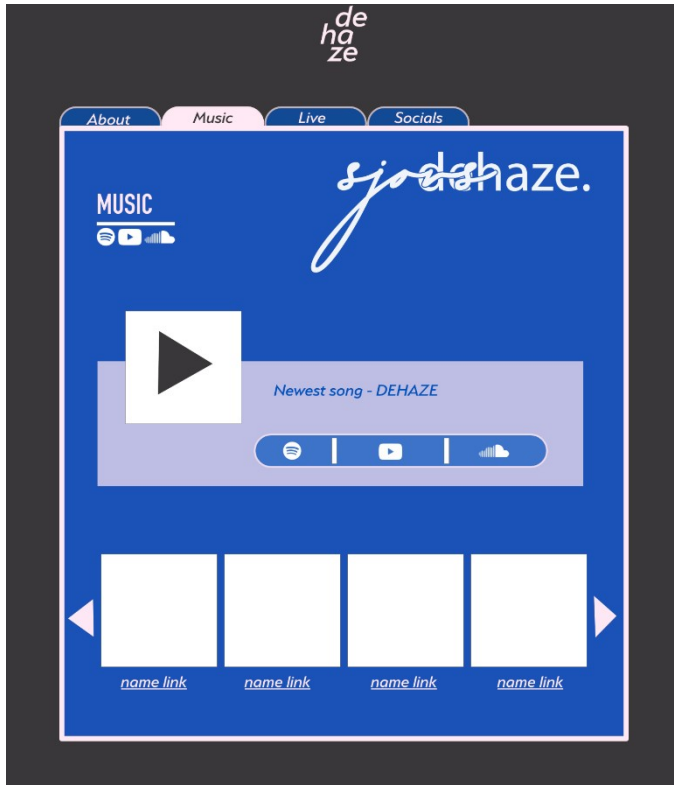 de
ha
ze
About Music Live Socials
sjors dehaze.
MUSIC
Newest song - DEHAZE
name link name link name link name link